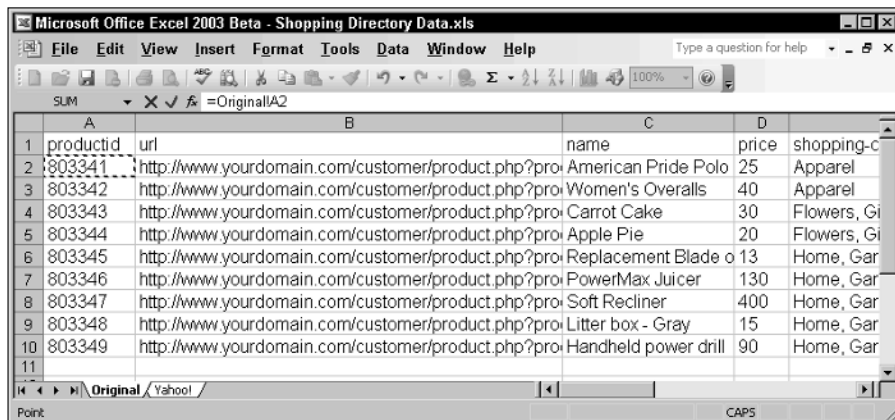 Microsoft Office Excel 2003 Beta - Shopping Directory Data.xls
File Edit View Insert Format Tools Data Window Help Type a question for help
100%
SUM =Original!A2
A B C D
1 productid url name price shopping-c
2 803341 http://www.yourdomain.com/customer/product.php?pro American Pride Polo 25 Apparel
3 803342 http://www.yourdomain.com/customer/product.php?pro Women's Overalls 40 Apparel
4 803343 http://www.yourdomain.com/customer/product.php?pro Carrot Cake 30 Flowers, Gi
5 803344 http://www.yourdomain.com/customer/product.php?pro Apple Pie 20 Flowers, Gi
6 803345 http://www.yourdomain.com/customer/product.php?pro Replacement Blade o 13 Home, Gar
7 803346 http://www.yourdomain.com/customer/product.php?pro PowerMax Juicer 130 Home, Gar
8 803347 http://www.yourdomain.com/customer/product.php?pro Soft Recliner 400 Home, Gar
9 803348 http://www.yourdomain.com/customer/product.php?pro Litter box - Gray 15 Home, Gar
10 803349 http://www.yourdomain.com/customer/product.php?pro Handheld power drill 90 Home, Gar
11
Original Yahoo!
Point CAPS